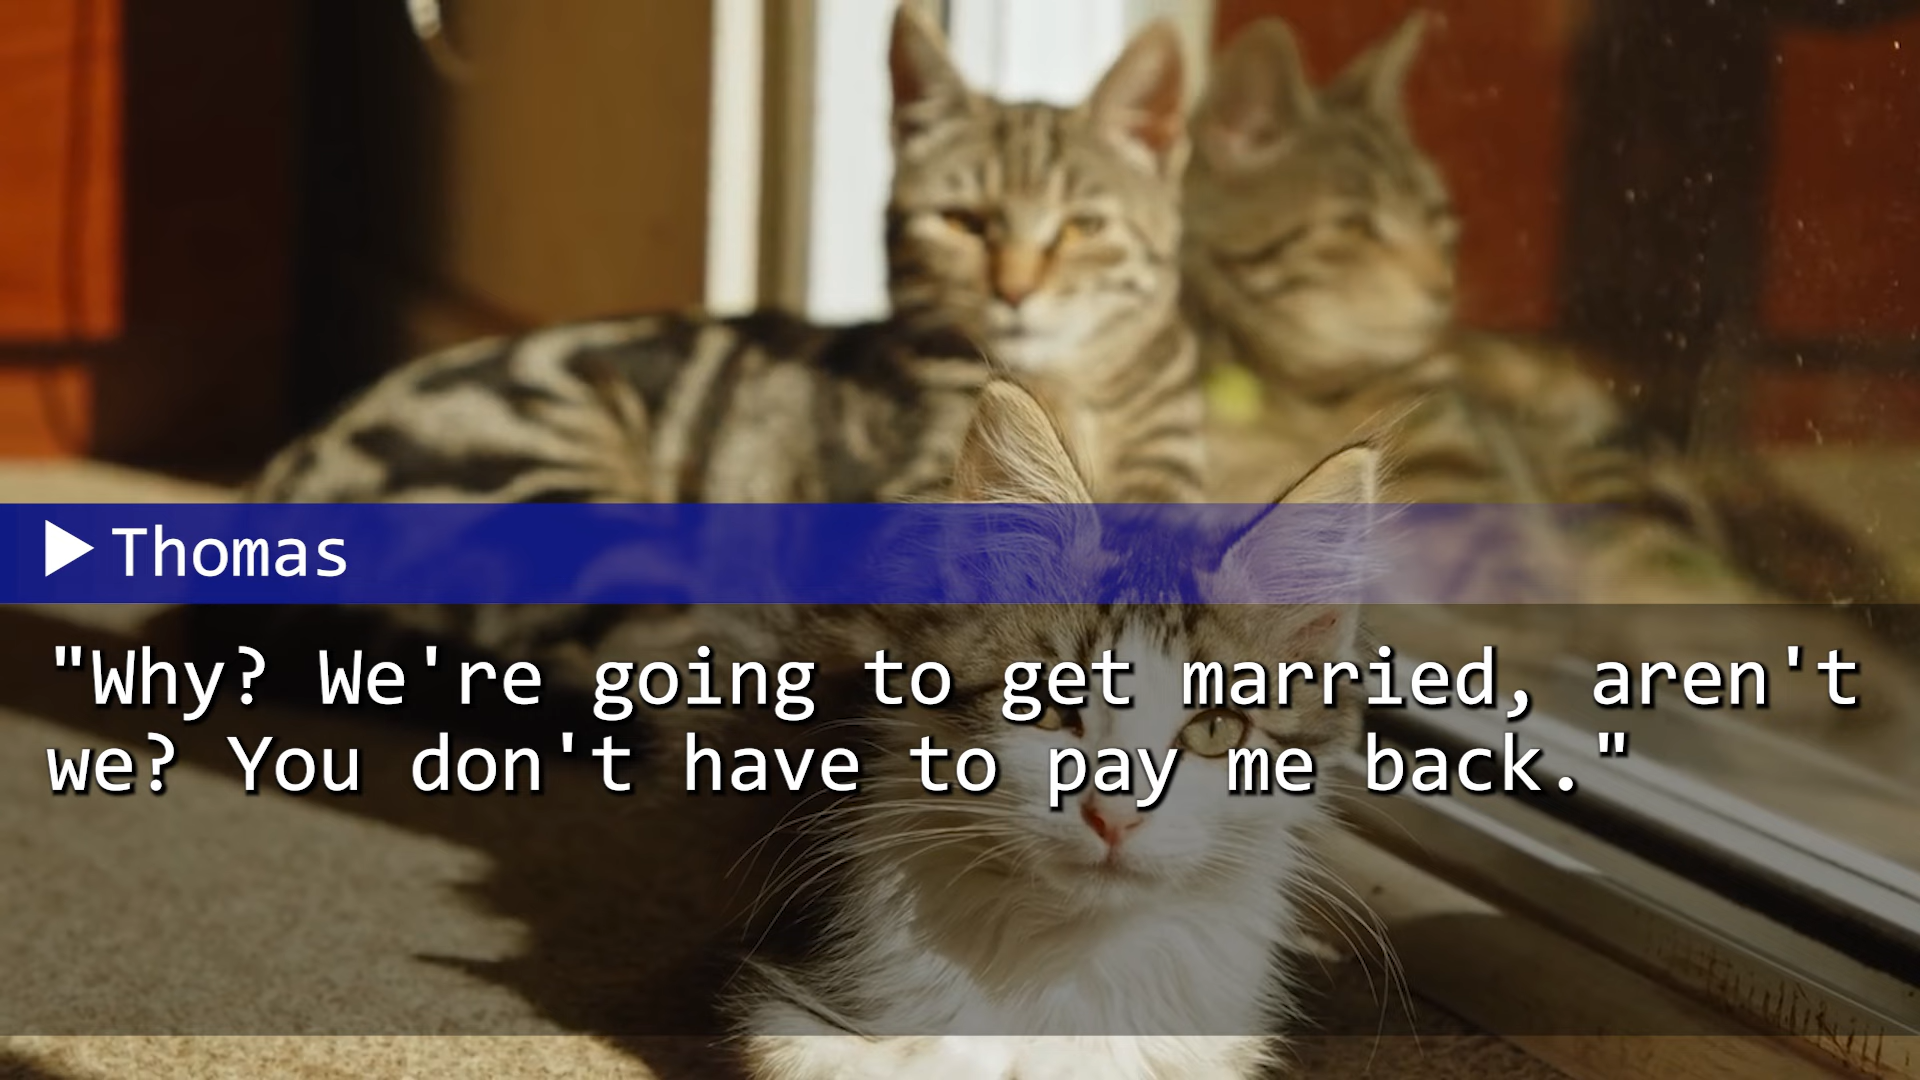 Thomas
"Why? We're going to get married, aren't
we? You don't have to pay me back."